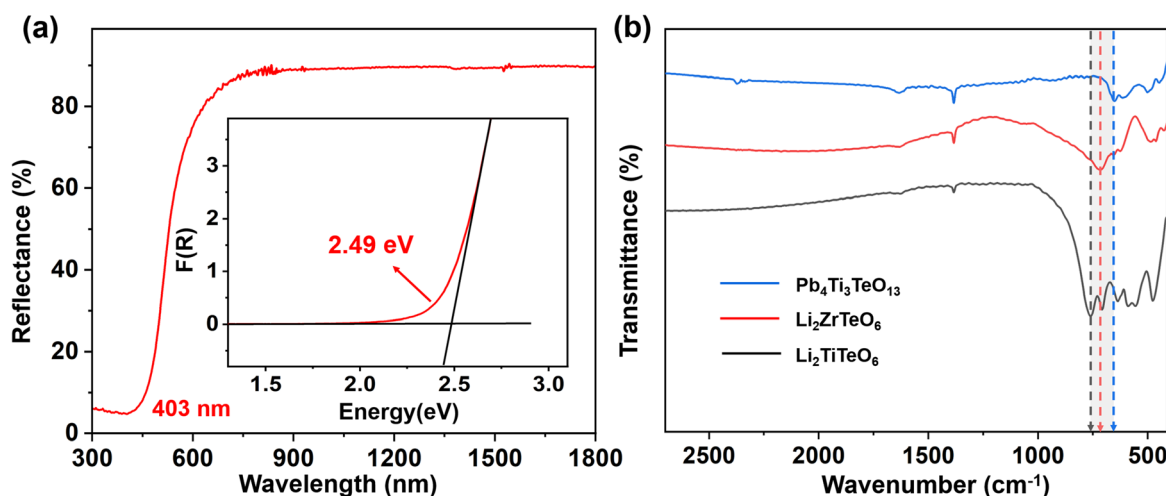 (a)
Reflectance (%)
80
60
40
20
0
300
600
900
1200
1500
1800
Wavelength (nm)
403 nm
F(R)
3
2
1
0
2.49 eV
1.5
2.0
2.5
3.0
Energy(eV)
(b)
Transmittance (%)
Pb₄Ti₃TeO₁₃
Li₂ZrTeO₆
Li₂TiTeO₆
2500
2000
1500
1000
500
Wavenumber (cm⁻¹)